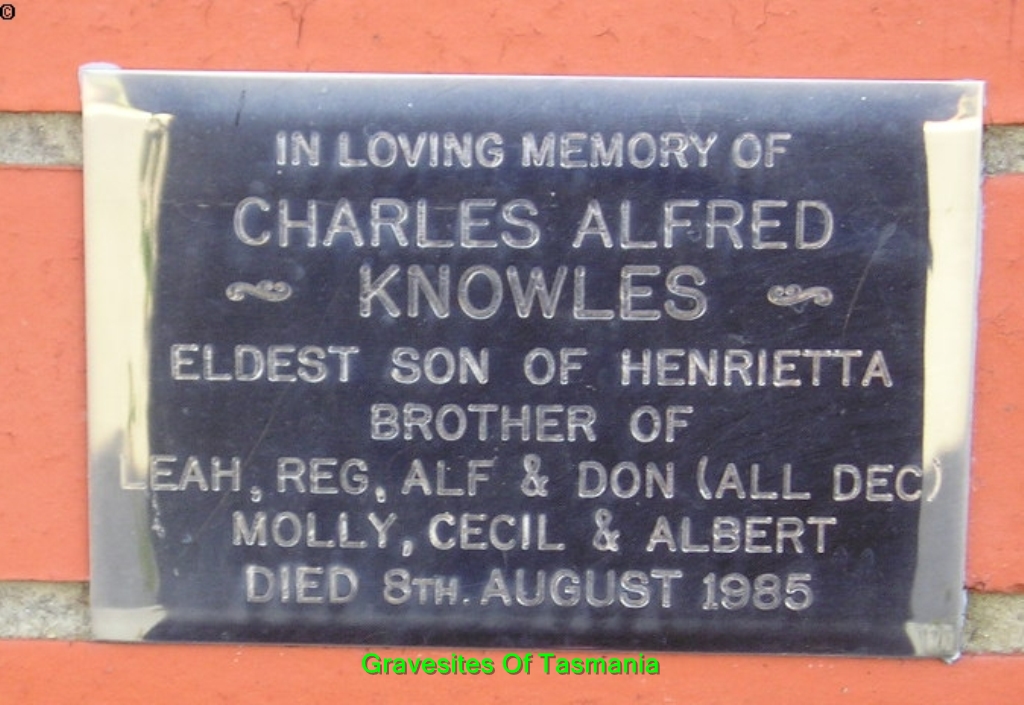 ©
IN LOVING MEMORY OF
CHARLES ALFRED
KNOWLES
ELDEST SON OF HENRIETTA
BROTHER OF
LEAH, REG, ALF & DON (ALL DEC)
MOLLY, CECIL & ALBERT
DIED 8TH. AUGUST 1985
Gravesites Of Tasmania